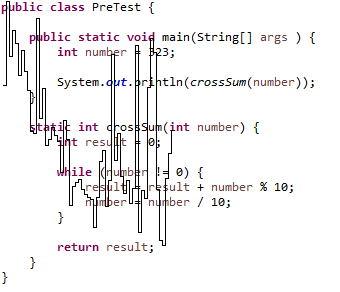 public class PreTest {
public static void main(String[] args ) {
int number = 323;
System.out.println(crossSum(number));
}
static int crossSum(int number) {
int result = 0;
while (number != 0) {
result = result + number % 10;
number = number / 10;
}
return result;
}
}